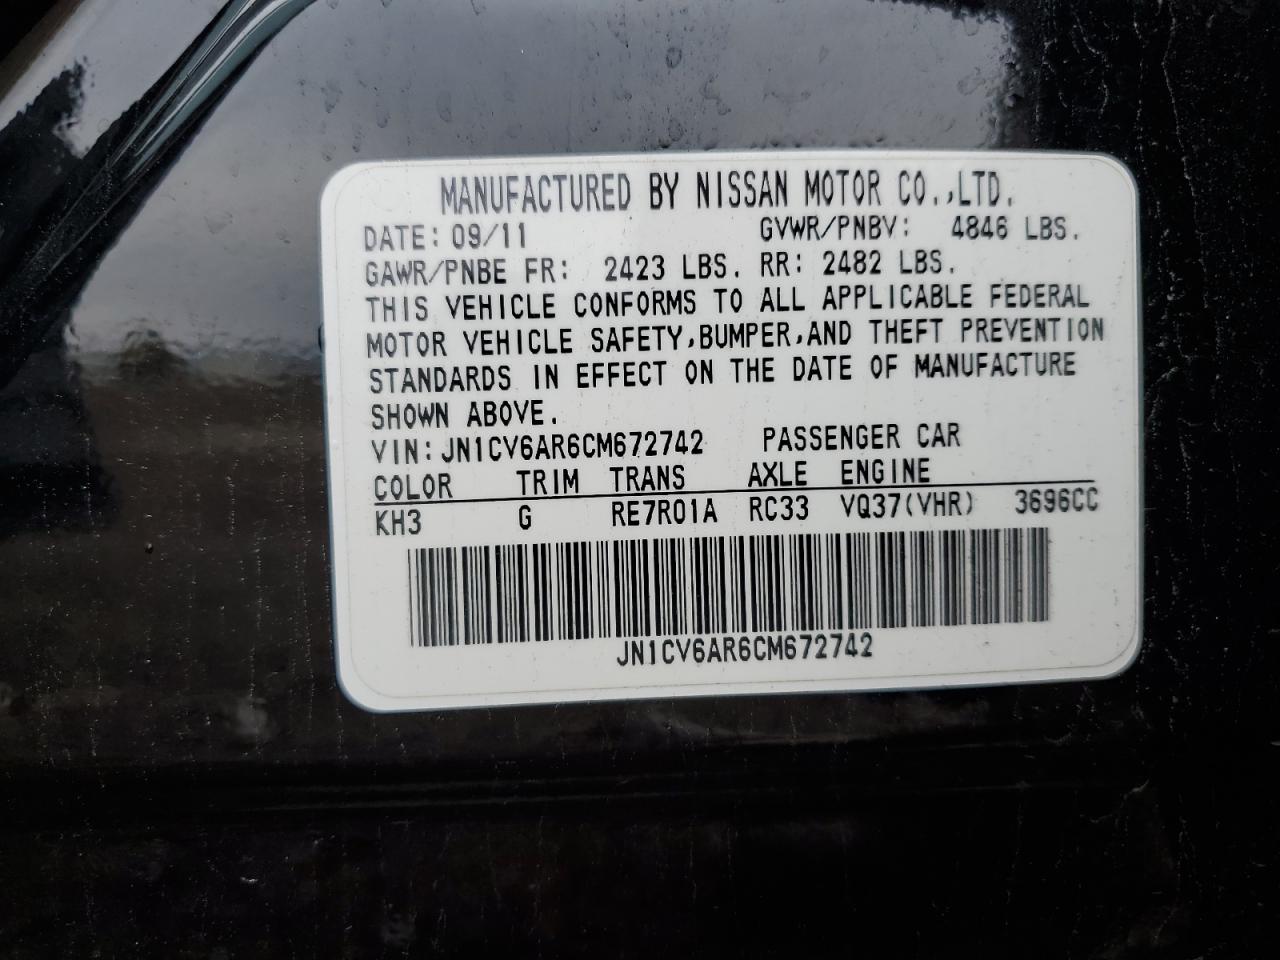 MANUFACTURED BY NISSAN MOTOR CO.,LTD.
DATE: 09/11 GVWR/PNBV: 4846 LBS.
GAWR/PNBE FR: 2423 LBS. RR: 2482 LBS.
THIS VEHICLE CONFORMS TO ALL APPLICABLE FEDERAL
MOTOR VEHICLE SAFETY,BUMPER,AND THEFT PREVENTION
STANDARDS IN EFFECT ON THE DATE OF MANUFACTURE
SHOWN ABOVE.
VIN: JN1CV6AR6CM672742 PASSENGER CAR
COLOR TRIM TRANS AXLE ENGINE
KH3 G RE7R01A RC33 VQ37(VHR) 3696CC
JN1CV6AR6CM672742